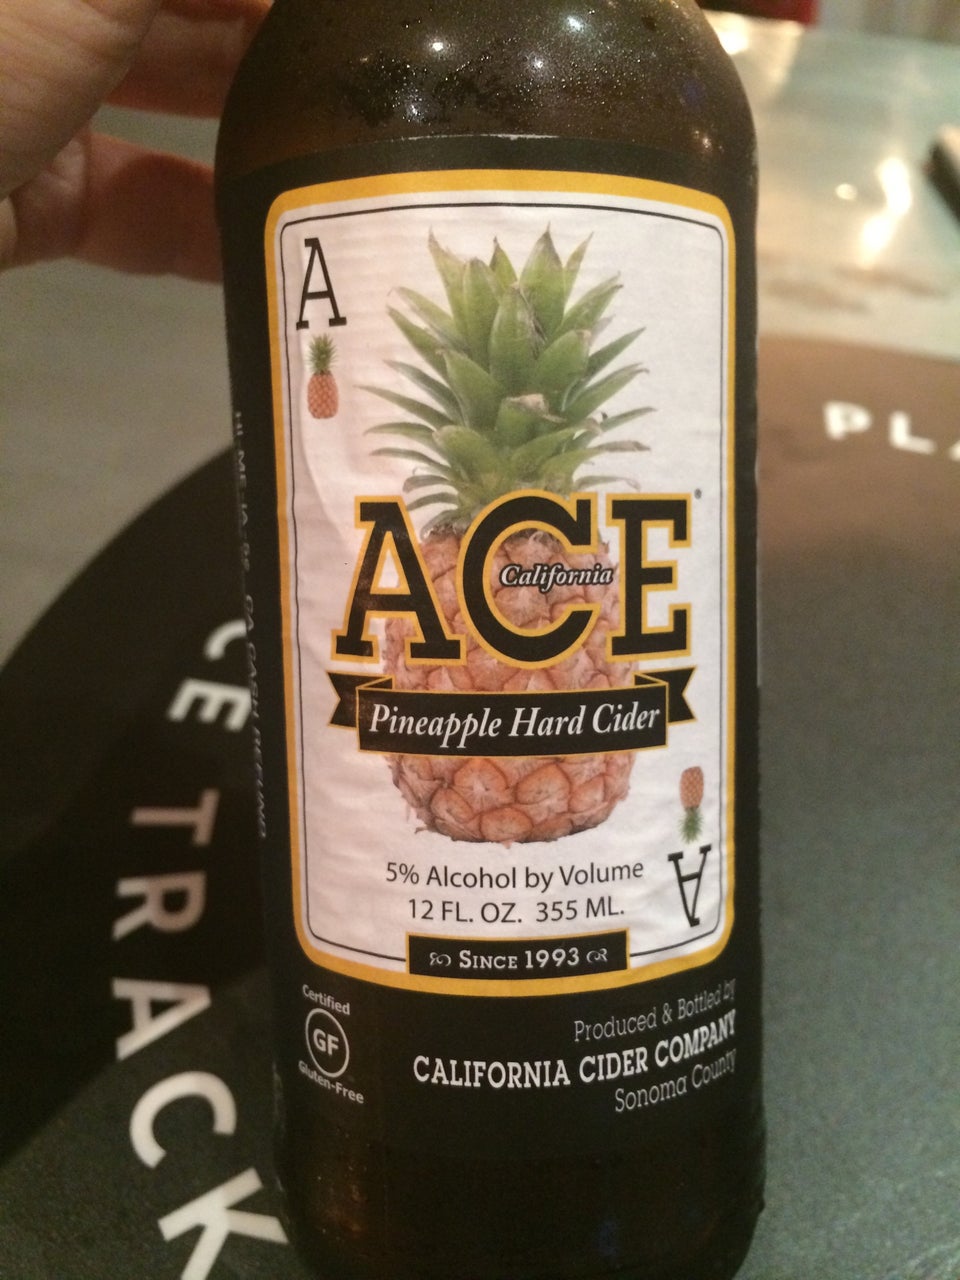 A
ACE
California
Pineapple Hard Cider
5% Alcohol by Volume
12 FL. OZ. 355 ML.
A
Since 1993
Certified
GF
Gluten-Free
Produced & Bottled by
CALIFORNIA CIDER COMPANY
Sonoma County
CE TRACK
PLA